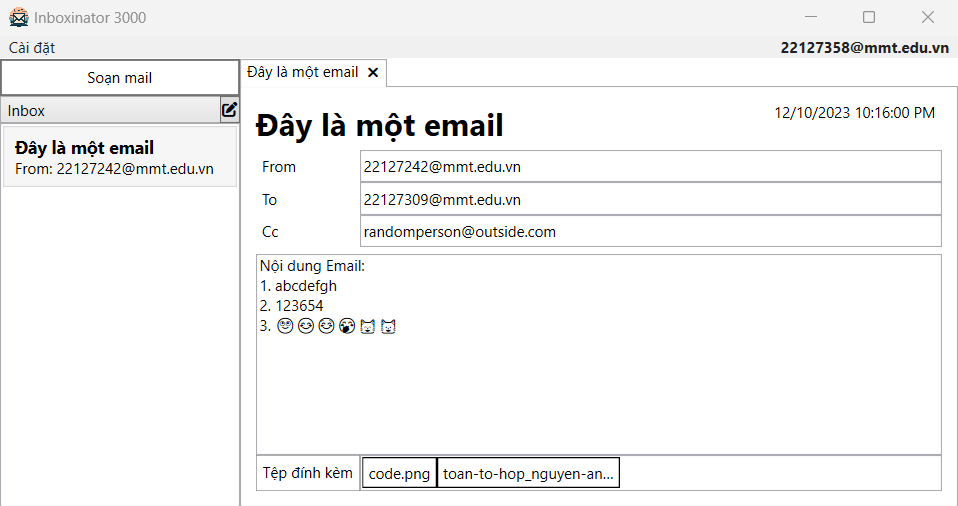 Inboxinator 3000
Cài đặt
22127358@mmt.edu.vn
Soạn mail
Đây là một email
Inbox
Đây là một email
From: 22127242@mmt.edu.vn
Đây là một email
12/10/2023 10:16:00 PM
From 22127242@mmt.edu.vn
To 22127309@mmt.edu.vn
Cc randomperson@outside.com
Nội dung Email:
1. abcdefgh
2. 123654
3.
Tệp đính kèm code.png toan-to-hop_nguyen-an...